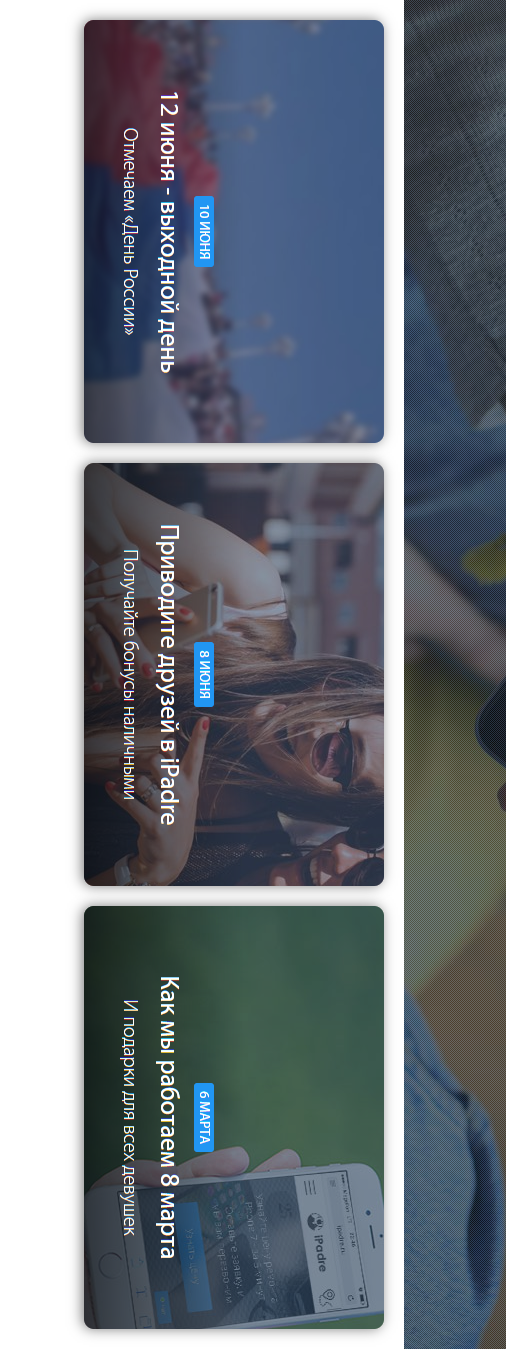 10 ИЮНЯ
12 июня - выходной день
Отмечаем «День России»
8 ИЮНЯ
Приводите друзей в iPadre
Получайте бонусы наличными
6 МАРТА
Как мы работаем 8 марта
И подарки для всех девушек
iPadre